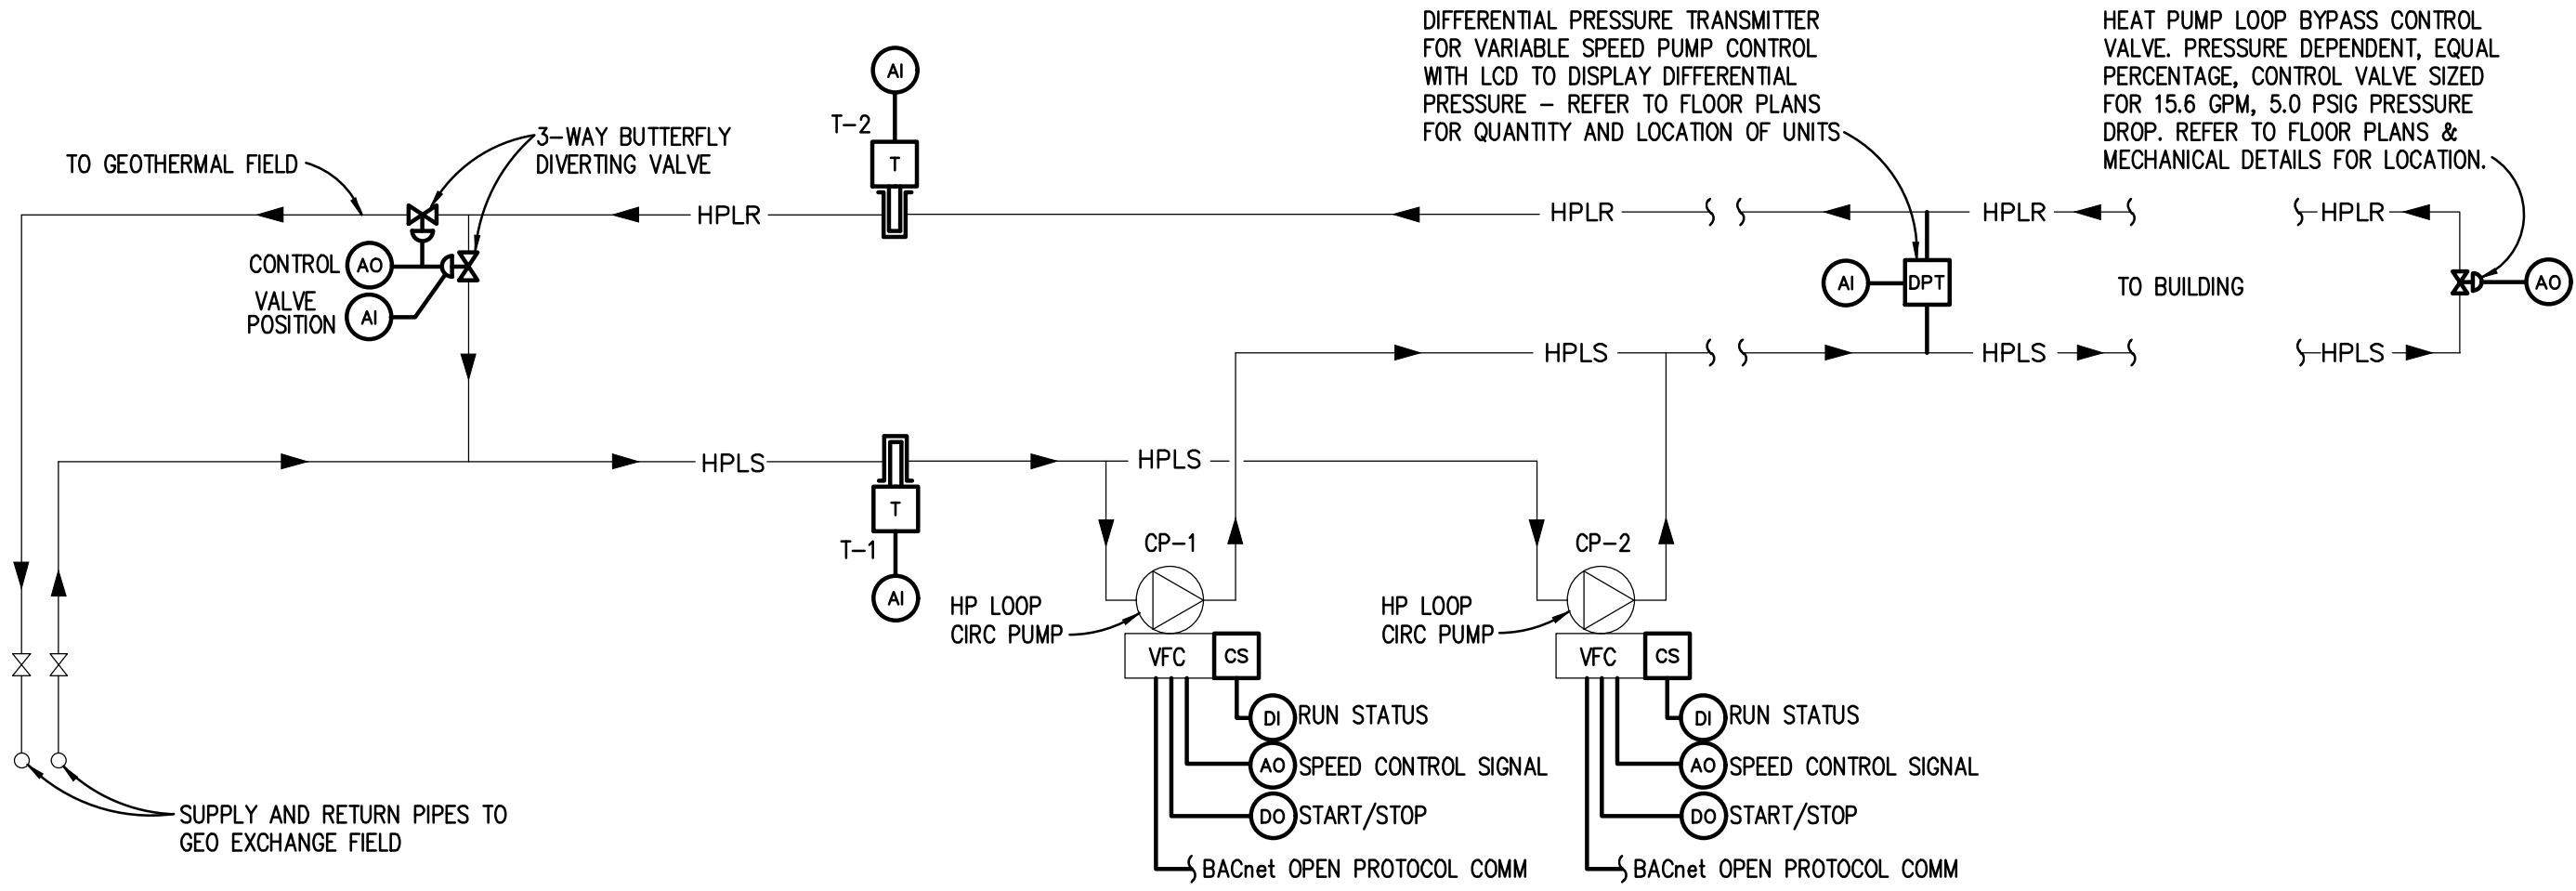 DIFFERENTIAL PRESSURE TRANSMITTER
FOR VARIABLE SPEED PUMP CONTROL
WITH LCD TO DISPLAY DIFFERENTIAL
PRESSURE – REFER TO FLOOR PLANS
FOR QUANTITY AND LOCATION OF UNITS
HEAT PUMP LOOP BYPASS CONTROL
VALVE. PRESSURE DEPENDENT, EQUAL
PERCENTAGE, CONTROL VALVE SIZED
FOR 15.6 GPM, 5.0 PSIG PRESSURE
DROP. REFER TO FLOOR PLANS &
MECHANICAL DETAILS FOR LOCATION.
AI
T-2
T
3-WAY BUTTERFLY
DIVERTING VALVE
TO GEOTHERMAL FIELD
HPLR
HPLR
HPLR
HPLR
CONTROL
AO
VALVE
POSITION
AI
AI
DPT
TO BUILDING
AO
HPLS
HPLS
HPLS
HPLS
HPLS
T
T-1
AI
CP-1
HP LOOP
CIRC PUMP
VFC
CS
DI
RUN STATUS
AO
SPEED CONTROL SIGNAL
DO
START/STOP
BACnet OPEN PROTOCOL COMM
CP-2
HP LOOP
CIRC PUMP
VFC
CS
DI
RUN STATUS
AO
SPEED CONTROL SIGNAL
DO
START/STOP
BACnet OPEN PROTOCOL COMM
SUPPLY AND RETURN PIPES TO
GEO EXCHANGE FIELD